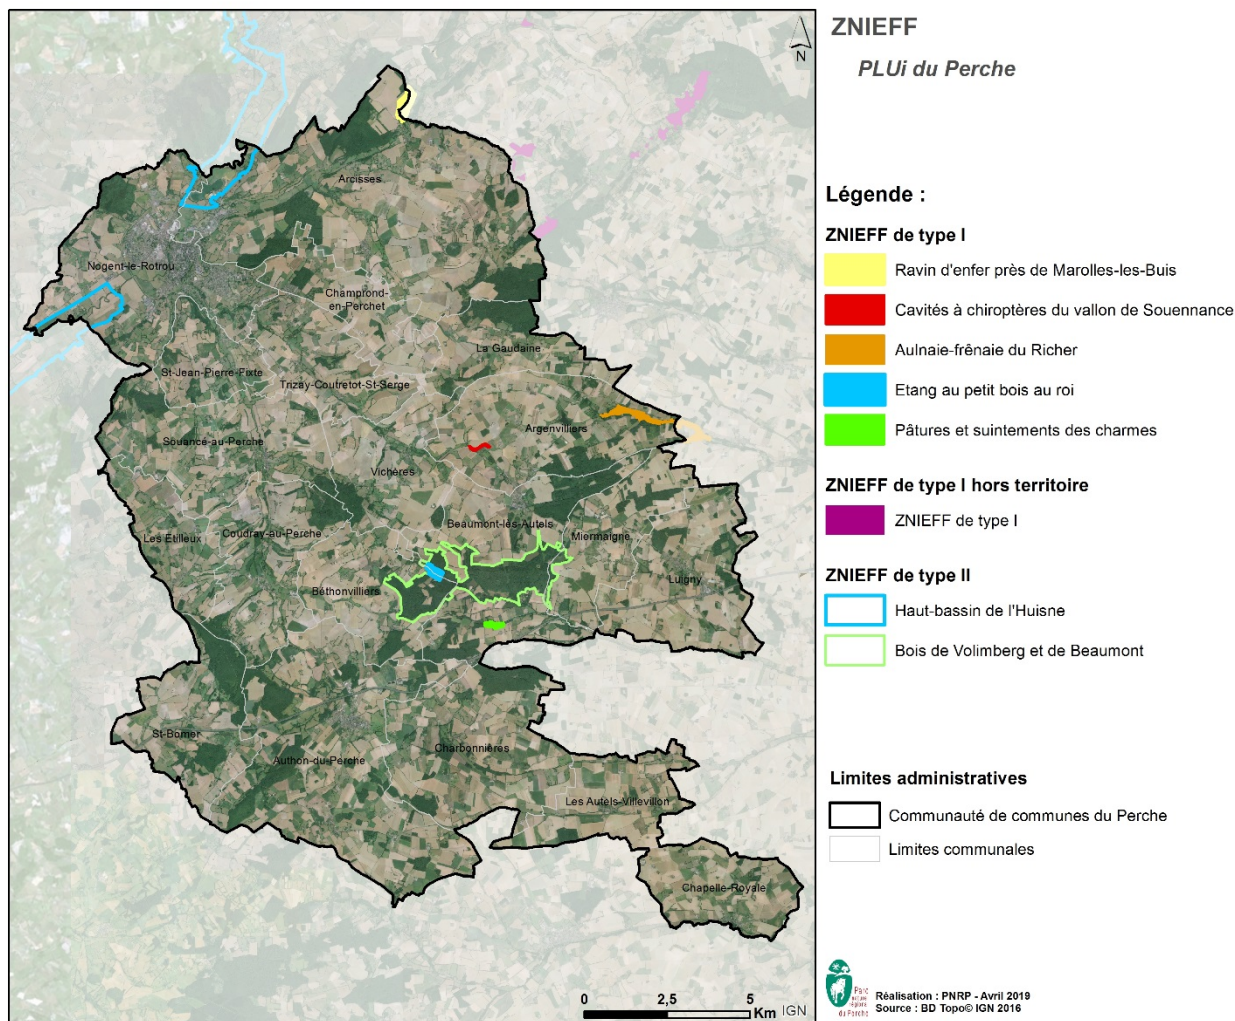 ZNIEFF
PLUi du Perche
N
Arcisses
Nogent-le-Rotrou
Champrond-
en-Perchet
La Gaudaine
St-Jean-Pierre-Fixte
Trizay-Coutretot-St-Serge
Argenvilliers
Souancé-au-Perche
Vichères
Beaumont-les-Autels
Miermaigne
Les Etilleux
Coudray-au-Perche
Luigny
Béthonvilliers
St-Bomer
Charbonnières
Authon-du-Perche
Les Autels-Villevillon
Chapelle-Royale
0 2,5 5
Km IGN
Légende :
ZNIEFF de type I
Ravin d'enfer près de Marolles-les-Buis
Cavités à chiroptères du vallon de Souennance
Aulnaie-frênaie du Richer
Etang au petit bois au roi
Pâtures et suintements des charmes
ZNIEFF de type I hors territoire
ZNIEFF de type I
ZNIEFF de type II
Haut-bassin de l'Huisne
Bois de Volimberg et de Beaumont
Limites administratives
Communauté de communes du Perche
Limites communales
Parc
naturel
régional
du Perche
Réalisation : PNRP - Avril 2019
Source : BD Topo© IGN 2016